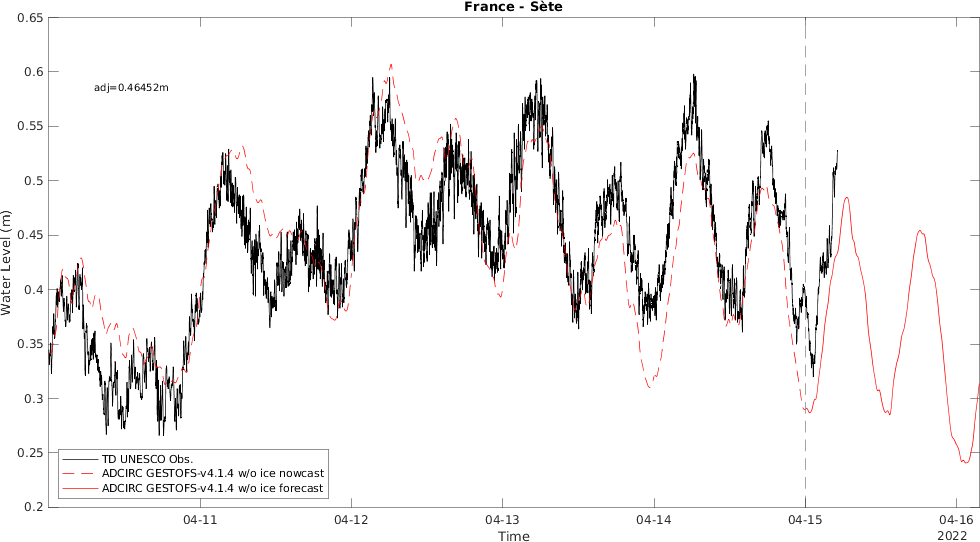 France - Sète
0.65
0.6
0.55
0.5
0.45
0.4
0.35
0.3
0.25
0.2
Water Level (m)
adj=0.46452m
TD UNESCO Obs.
ADCIRC GESTOFS-v4.1.4 w/o ice nowcast
ADCIRC GESTOFS-v4.1.4 w/o ice forecast
04-11 04-12 04-13 04-14 04-15 04-16
2022
Time